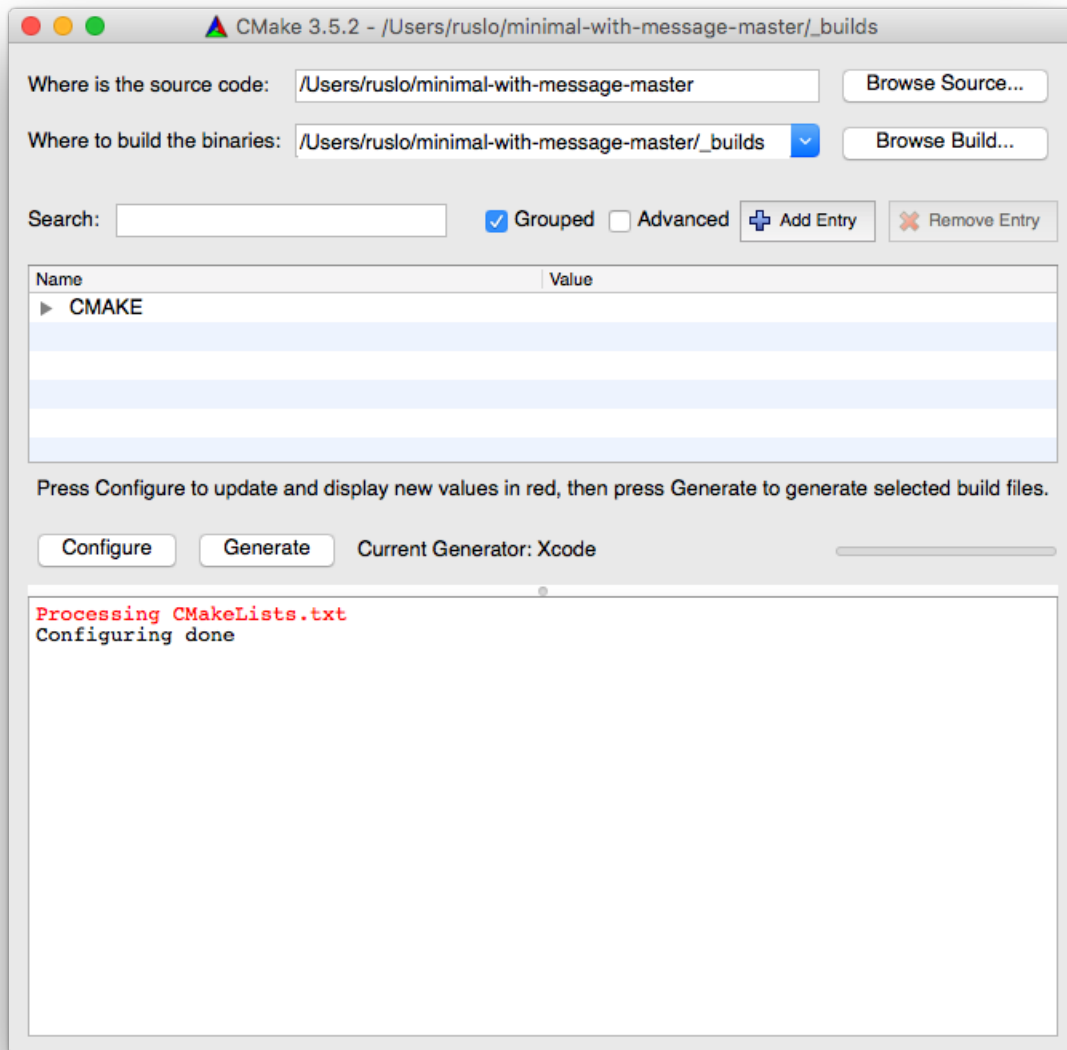 CMake 3.5.2 - /Users/ruslo/minimal-with-message-master/_builds
Where is the source code: /Users/ruslo/minimal-with-message-master Browse Source...
Where to build the binaries: /Users/ruslo/minimal-with-message-master/_builds Browse Build...
Search: Grouped Advanced Add Entry Remove Entry
Name Value
CMAKE
Press Configure to update and display new values in red, then press Generate to generate selected build files.
Configure Generate Current Generator: Xcode
Processing CMakeLists.txt
Configuring done